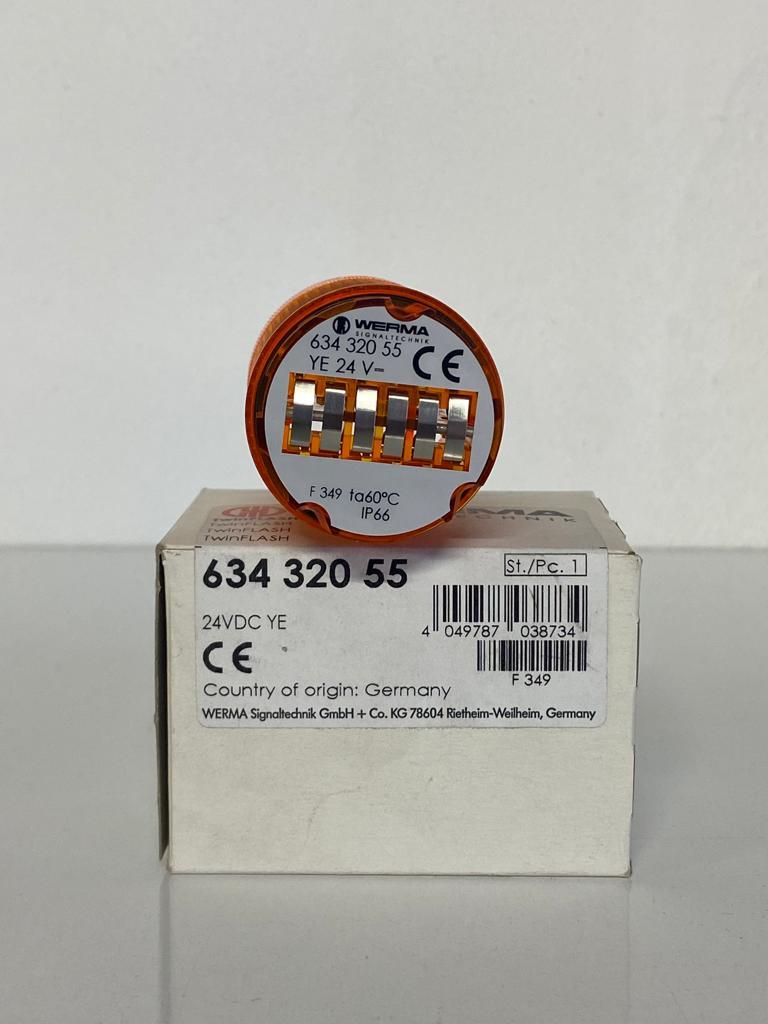 WERMA
SIGNALTECHNIK
634 320 55
YE 24 V
CE
F 349 ta60°C
IP66
TwinFLASH
TwinFLASH
TwinFLASH
TwinFLASH
634 320 55
St./Pc. 1
24VDC YE
4 049787 038734
CE
F 349
Country of origin: Germany
WERMA Signaltechnik GmbH + Co. KG 78604 Rietheim-Weilheim, Germany